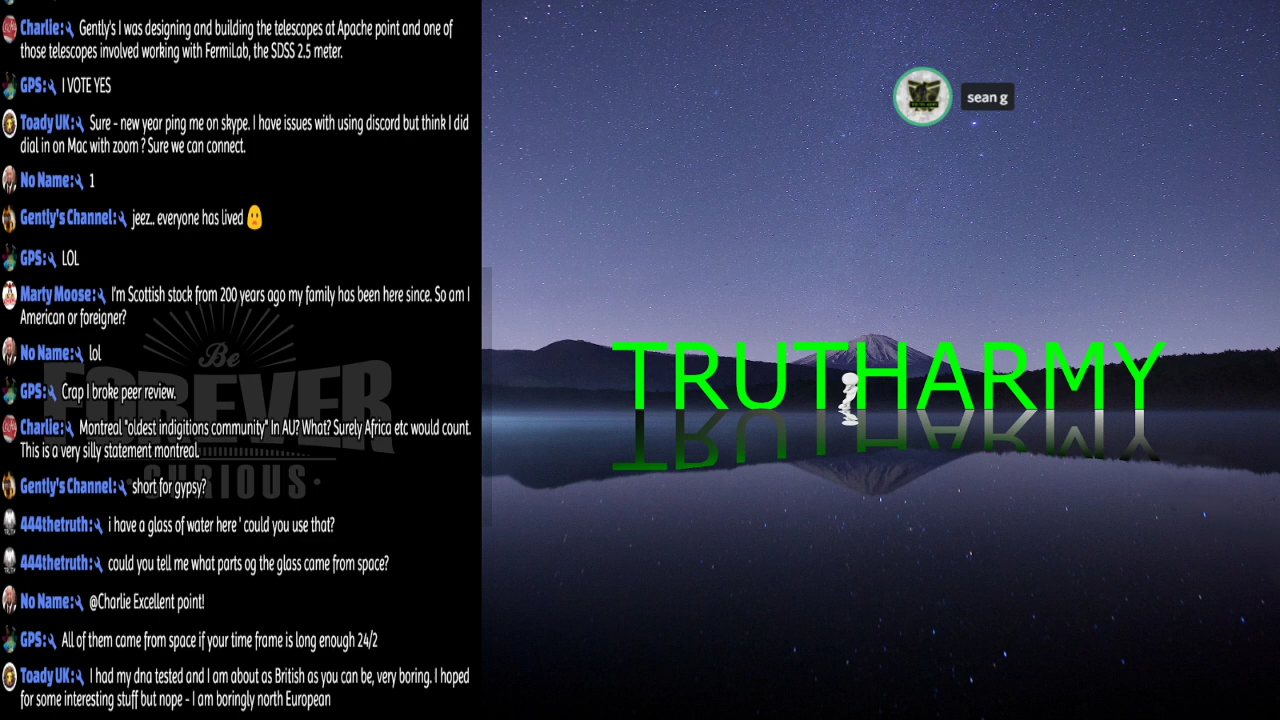 Charlie: Gently's I was designing and building the telescopes at Apache point and one of
those telescopes involved working with FermiLab, the SDSS 2.5 meter.
GPS: I VOTE YES
Toady UK: Sure - new year ping me on skype. I have issues with using discord but think I did
dial in on Mac with zoom ? Sure we can connect.
No Name: 1
Gently's Channel: jeez.. everyone has lived
GPS: LOL
Marty Moose: I'm Scottish stock from 200 years ago my family has been here since. So am I
American or foreigner?
No Name: lol
GPS: Crap I broke peer review.
Charlie: Montreal "oldest indigitions community" In AU? What? Surely Africa etc would count.
This is a very silly statement montreal.
Gently's Channel: short for gypsy?
444thetruth: i have a glass of water here ' could you use that?
444thetruth: could you tell me what parts og the glass came from space?
No Name: @Charlie Excellent point!
GPS: All of them came from space if your time frame is long enough 24/2
Toady UK: I had my dna tested and I am about as British as you can be, very boring. I hoped
for some interesting stuff but nope - I am boringly north European
Be
FOREVER
CURIOUS
sean g
TRUTHARMY